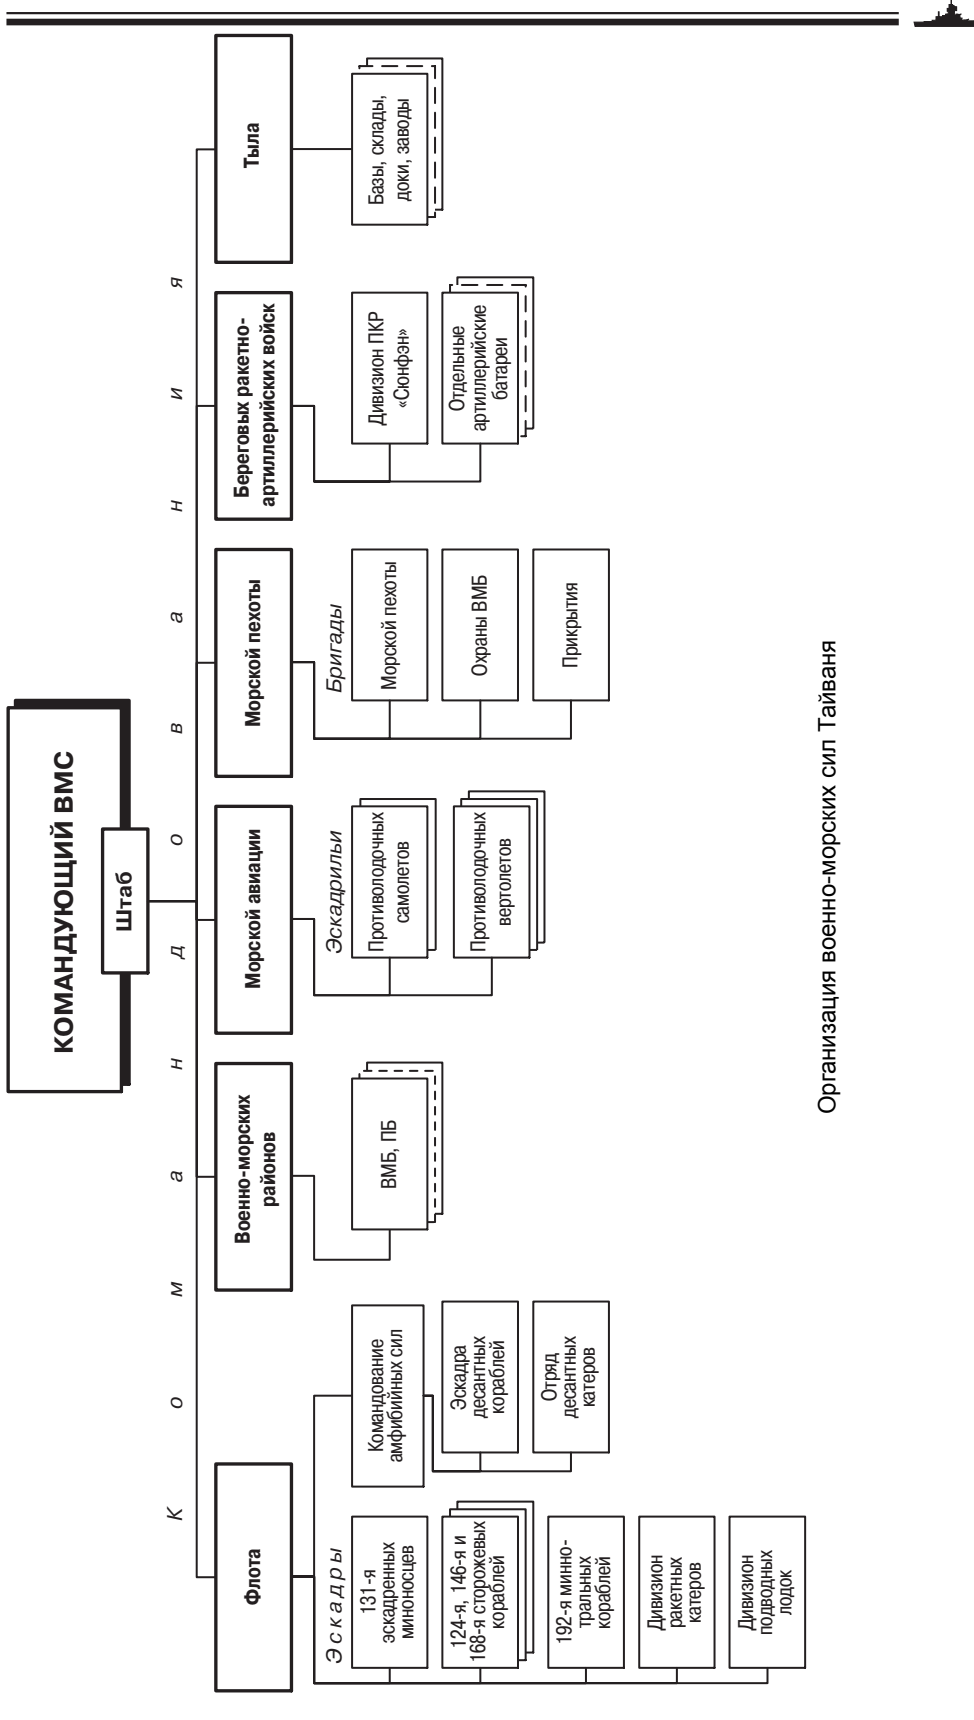 КОМАНДУЮЩИЙ ВМС
Штаб
К о м а н д о в а н и я
Флота
Эскадры
131-я
эскадренных
миноносцев
124-я, 146-я и
168-я сторожевых
кораблей
192-я минно-
тральных
кораблей
Дивизион
ракетных
катеров
Дивизион
подводных
лодок
Командование
амфибийных сил
Эскадра
десантных
кораблей
Отряд
десантных
катеров
Военно-морских
районов
ВМБ, ПБ
Морской авиации
Эскадрильи
Противолодочных
самолетов
Противолодочных
вертолетов
Морской пехоты
Бригады
Морской пехоты
Охраны ВМБ
Прикрытия
Береговых ракетно-
артиллерийских войск
Дивизион ПКР
«Сюнфэн»
Отдельные
артиллерийские
батареи
Тыла
Базы, склады,
доки, заводы
Организация военно-морских сил Тайваня